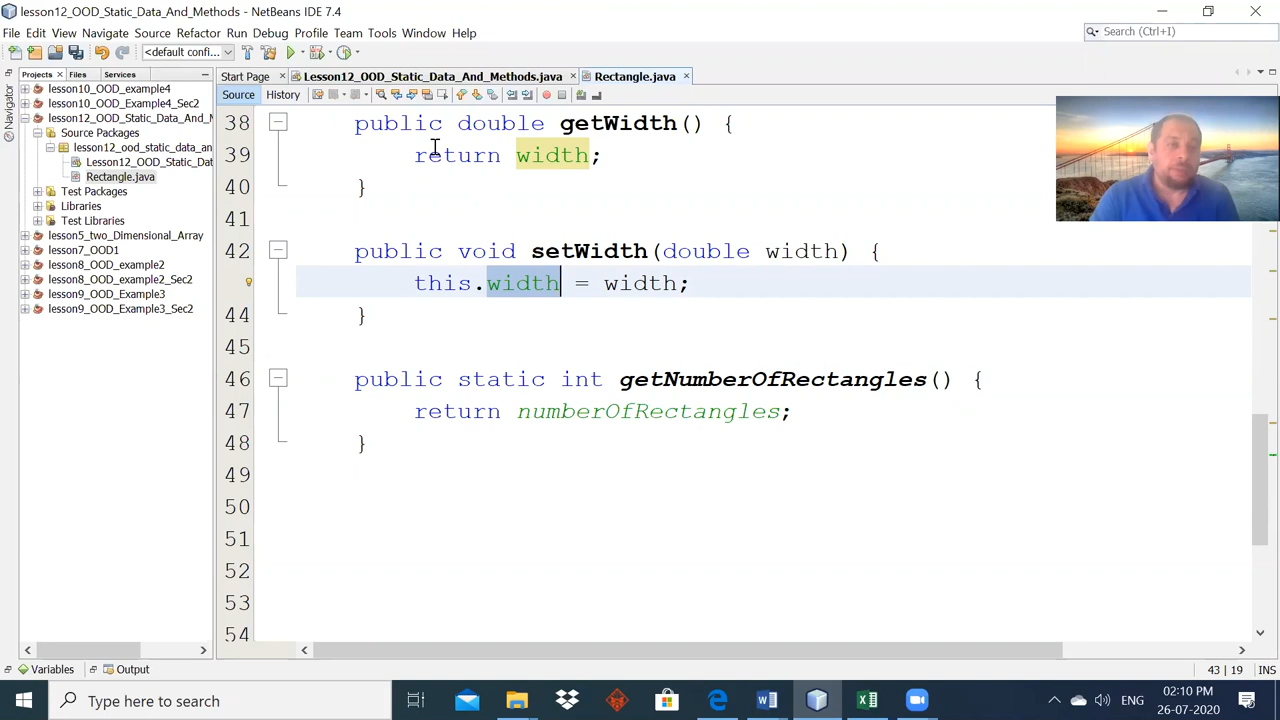 lesson12_OOD_Static_Data_And_Methods - NetBeans IDE 7.4
File Edit View Navigate Source Refactor Run Debug Profile Team Tools Window Help
Search (Ctrl+I)
<default confi...
Projects Files Services
Start Page Lesson12_OOD_Static_Data_And_Methods.java Rectangle.java
Navigator
Source History
lesson10_OOD_example4
lesson10_OOD_Example4_Sec2
lesson12_OOD_Static_Data_And_M
Source Packages
lesson12_ood_static_data_an
Lesson12_OOD_Static_Dat
Rectangle.java
Test Packages
Libraries
Test Libraries
lesson5_two_Dimensional_Array
lesson7_OOD1
lesson8_OOD_example2
lesson8_OOD_example2_Sec2
lesson9_OOD_Example3
lesson9_OOD_Example3_Sec2
38 public double getWidth() {
39 return width;
40 }
41
42 public void setWidth(double width) {
this.width = width;
44 }
45
46 public static int getNumberOfRectangles() {
47 return numberOfRectangles;
48 }
49
50
51
52
53
54
Variables Output
43 | 19 INS
Type here to search
ENG
02:10 PM
26-07-2020